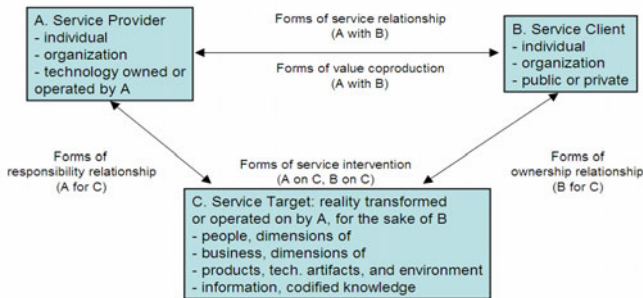 A. Service Provider
- individual
- organization
- technology owned or
operated by A
Forms of service relationship
(A with B)
Forms of value coproduction
(A with B)
B. Service Client
- individual
- organization
- public or private
Forms of
responsibility relationship
(A for C)
Forms of service intervention
(A on C, B on C)
Forms of
ownership relationship
(B for C)
C. Service Target: reality transformed
or operated on by A, for the sake of B
- people, dimensions of
- business, dimensions of
- products, tech. artifacts, and environment
- information, codified knowledge